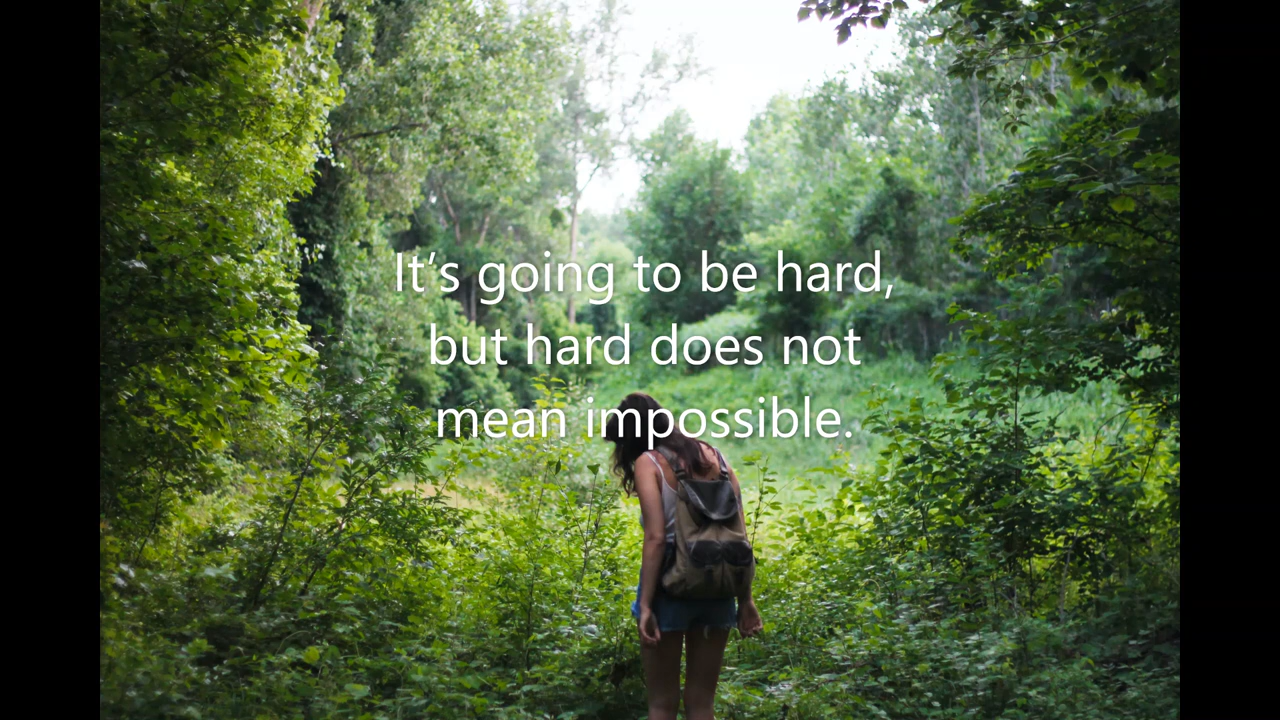 It’s going to be hard,
but hard does not
mean impossible.